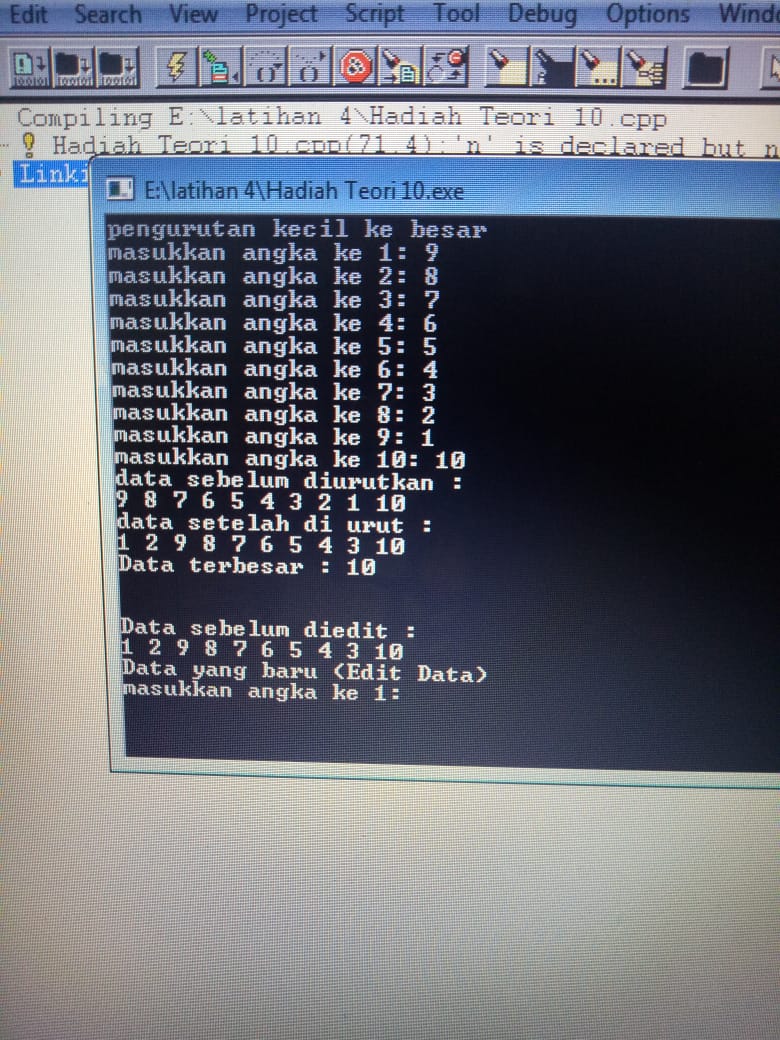 Edit Search View Project Script Tool Debug Options Wind
Compiling E:\latihan 4\Hadiah Teori 10.cpp
Hadiah Teori 10.cpp(71,4):'n' is declared but n
Linki
E:\latihan 4\Hadiah Teori 10.exe
pengurutan kecil ke besar
masukkan angka ke 1: 9
masukkan angka ke 2: 8
masukkan angka ke 3: 7
masukkan angka ke 4: 6
masukkan angka ke 5: 5
masukkan angka ke 6: 4
masukkan angka ke 7: 3
masukkan angka ke 8: 2
masukkan angka ke 9: 1
masukkan angka ke 10: 10
data sebelum diurutkan :
9 8 7 6 5 4 3 2 1 10
data setelah di urut :
1 2 9 8 7 6 5 4 3 10
Data terbesar : 10
Data sebelum diedit :
1 2 9 8 7 6 5 4 3 10
Data yang baru (Edit Data)
masukkan angka ke 1: